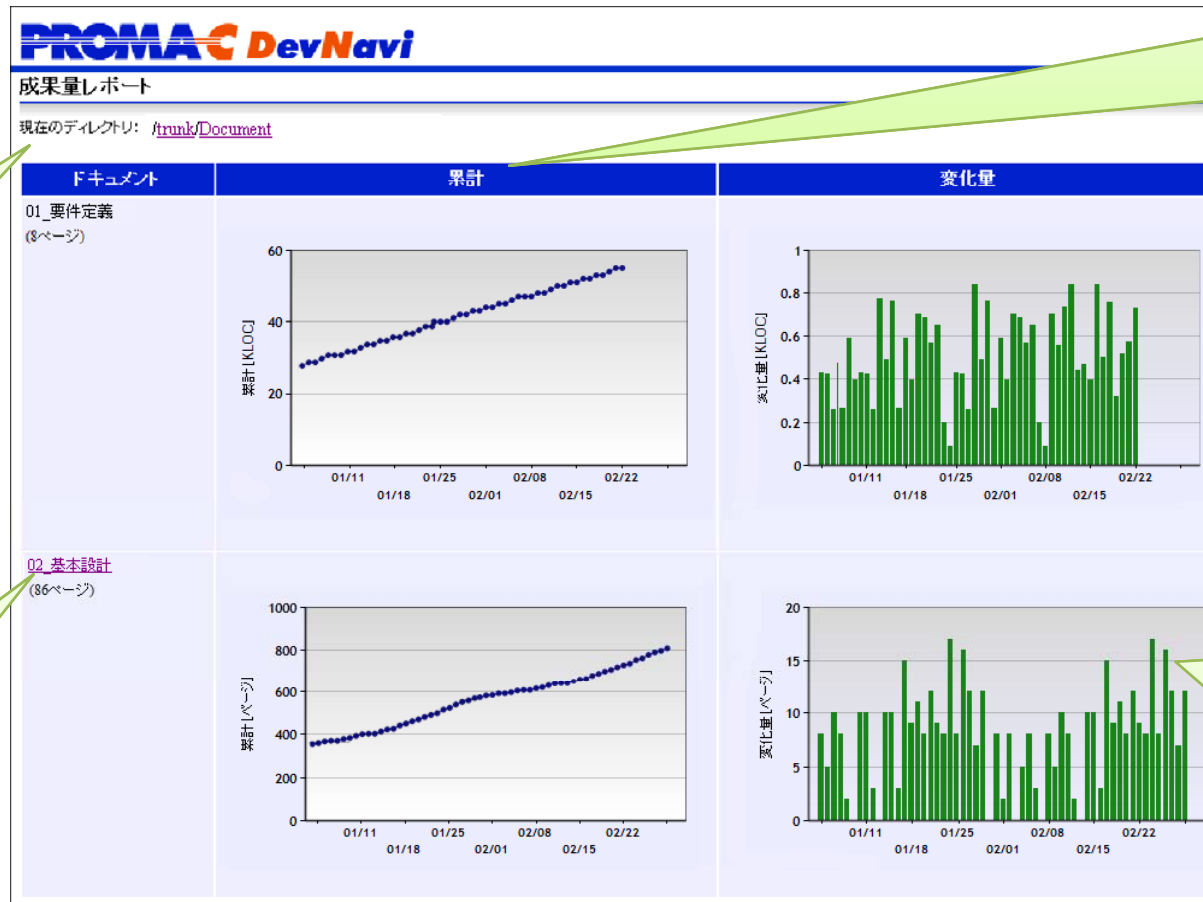 PROMA-C DevNavi
成果量レポート
現在のディレクトリ: /trunk/Document
ドキュメント 累計 変化量
01_要件定義
(8ページ)
累計 [KLOC]
60
40
20
0
01/11 01/25 02/08 02/22
01/18 02/01 02/15
変化量 [KLOC]
1
0.8
0.6
0.4
0.2
0
01/11 01/25 02/08 02/22
01/18 02/01 02/15
02_基本設計
(86ページ)
累計 [ページ]
1000
800
600
400
200
0
01/11 01/25 02/08 02/22
01/18 02/01 02/15
変化量 [ページ]
20
15
10
5
0
01/11 01/25 02/08 02/22
01/18 02/01 02/15